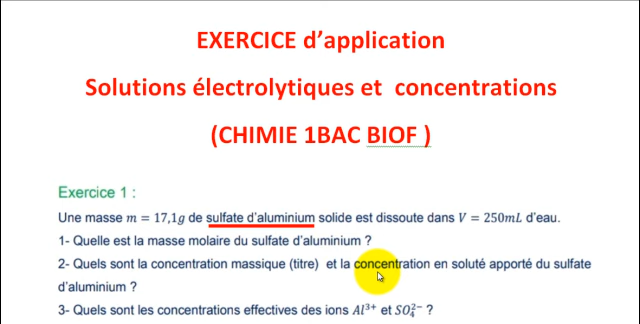 EXERCICE d’application
Solutions électrolytiques et concentrations
(CHIMIE 1BAC BIOF )
Exercice 1 :
Une masse m = 17,1g de sulfate d’aluminium solide est dissoute dans V = 250mL d’eau.
1- Quelle est la masse molaire du sulfate d’aluminium ?
2- Quels sont la concentration massique (titre) et la concentration en soluté apporté du sulfate
d’aluminium ?
3- Quels sont les concentrations effectives des ions Al³⁺ et SO₄²⁻ ?